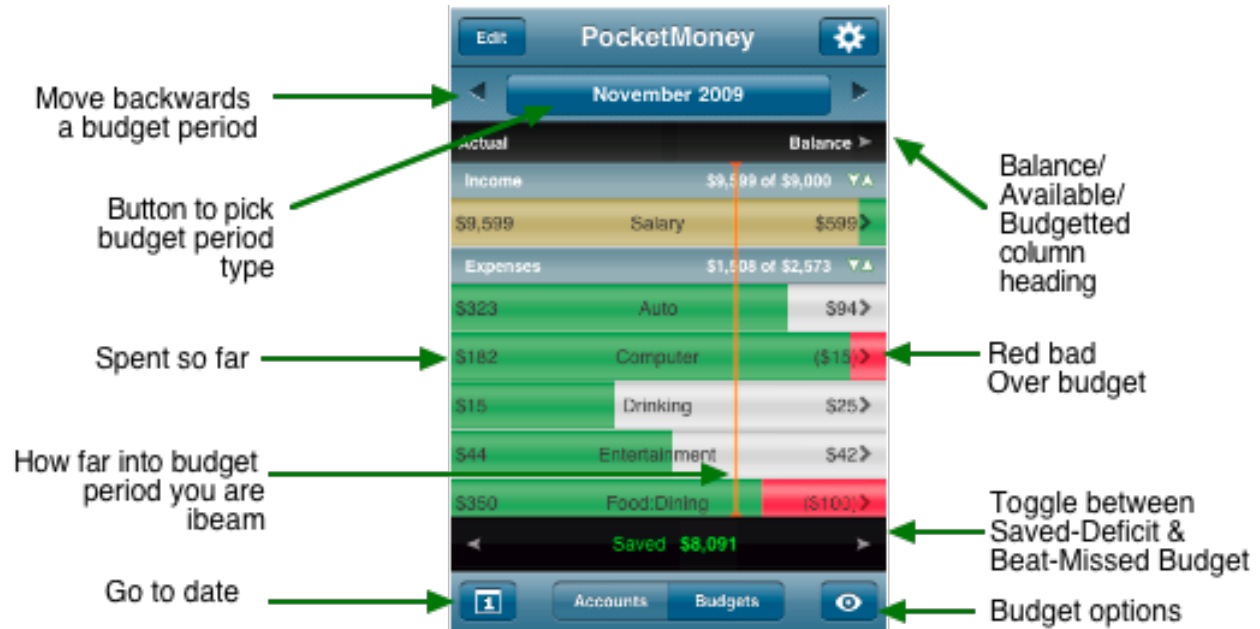 Edit PocketMoney
November 2009
Actual Balance
Income $9,599 of $9,000
$9,599 Salary $599
Expenses $1,508 of $2,573
$323 Auto $94
$182 Computer ($15)
$15 Drinking $25
$44 Entertainment $42
$350 Food:Dining ($100)
Saved $8,091
1 Accounts Budgets
Move backwards
a budget period
Button to pick
budget period
type
Spent so far
How far into budget
period you are
ibeam
Go to date
Balance/
Available/
Budgetted
column
heading
Red bad
Over budget
Toggle between
Saved-Deficit &
Beat-Missed Budget
Budget options